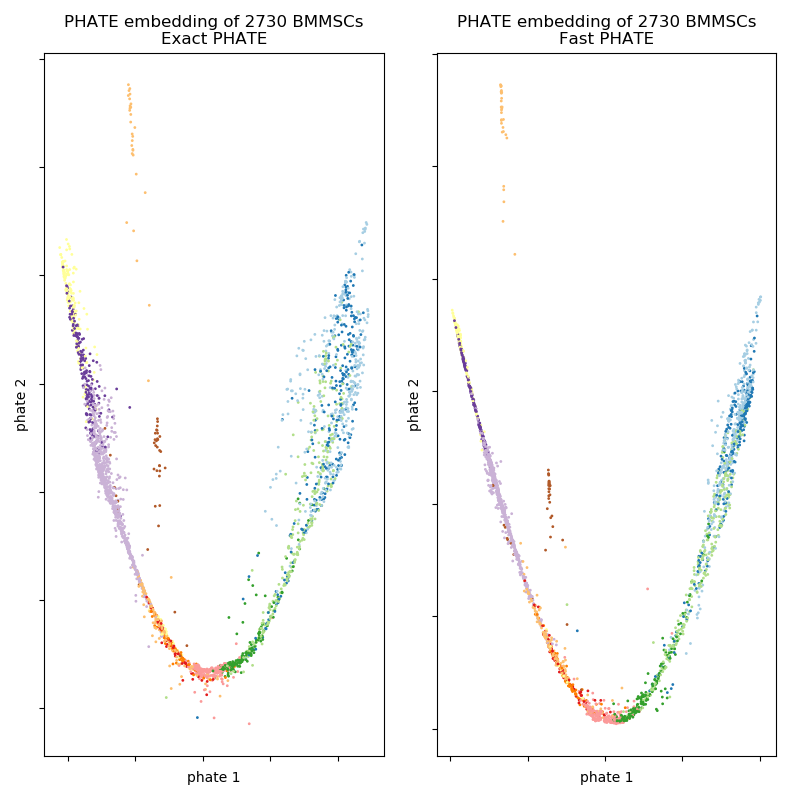 PHATE embedding of 2730 BMMSCs
Exact PHATE
phate 2
phate 1
PHATE embedding of 2730 BMMSCs
Fast PHATE
phate 2
phate 1